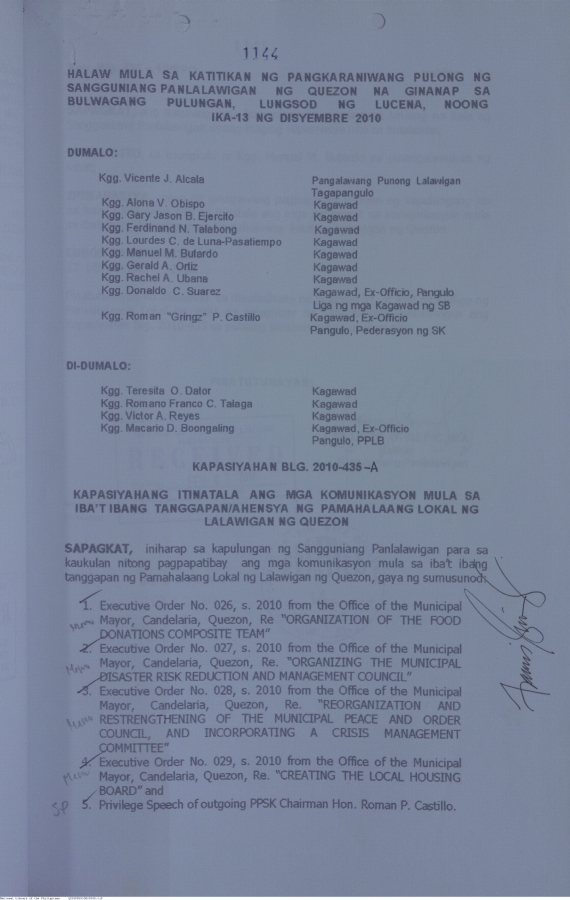 1144
HALAW MULA SA KATITIKAN NG PANGKARANIWANG PULONG NG
SANGGUNIANG PANLALAWIGAN NG QUEZON NA GINANAP SA
BULWAGANG PULUNGAN, LUNGSOD NG LUCENA, NOONG
IKA-13 NG DISYEMBRE 2010
DUMALO:
Kgg. Vicente J. Alcala Pangalawang Punong Lalawigan
Tagapangulo
Kgg. Alona V. Obispo Kagawad
Kgg. Gary Jason B. Ejercito Kagawad
Kgg. Ferdinand N. Talabong Kagawad
Kgg. Lourdes C. de Luna-Pasatiempo Kagawad
Kgg. Manuel M. Butardo Kagawad
Kgg. Gerald A. Ortiz Kagawad
Kgg. Rachel A. Ubana Kagawad
Kgg. Donaldo C. Suarez Kagawad, Ex-Officio, Pangulo
Liga ng mga Kagawad ng SB
Kgg. Roman "Gringz" P. Castillo Kagawad, Ex-Officio
Pangulo, Pederasyon ng SK
DI-DUMALO:
Kgg. Teresita O. Dator Kagawad
Kgg. Romano Franco C. Talaga Kagawad
Kgg. Victor A. Reyes Kagawad
Kgg. Macario D. Boongaling Kagawad, Ex-Officio
Pangulo, PPLB
KAPASIYAHAN BLG. 2010-435-A
KAPASIYAHANG ITINATALA ANG MGA KOMUNIKASYON MULA SA
IBA'T IBANG TANGGAPAN/AHENSYA NG PAMAHALAANG LOKAL NG
LALAWIGAN NG QUEZON
SAPAGKAT, iniharap sa kapulungan ng Sangguniang Panlalawigan para sa
kaukulan nitong pagpapatibay ang mga komunikasyon mula sa iba't ibang
tanggapan ng Pamahalaang Lokal ng Lalawigan ng Quezon, gaya ng sumusunod:
1. Executive Order No. 026, s. 2010 from the Office of the Municipal
Mayor, Candelaria, Quezon, Re "ORGANIZATION OF THE FOOD
DONATIONS COMPOSITE TEAM"
2. Executive Order No. 027, s. 2010 from the Office of the Municipal
Mayor, Candelaria, Quezon, Re. "ORGANIZING THE MUNICIPAL
DISASTER RISK REDUCTION AND MANAGEMENT COUNCIL"
3. Executive Order No. 028, s. 2010 from the Office of the Municipal
Mayor, Candelaria, Quezon, Re. "REORGANIZATION AND
RESTRENGTHENING OF THE MUNICIPAL PEACE AND ORDER
COUNCIL, AND INCORPORATING A CRISIS MANAGEMENT
COMMITTEE"
4. Executive Order No. 029, s. 2010 from the Office of the Municipal
Mayor, Candelaria, Quezon, Re. "CREATING THE LOCAL HOUSING
BOARD" and
SP 5. Privilege Speech of outgoing PPSK Chairman Hon. Roman P. Castillo.
National Library of the Philippines